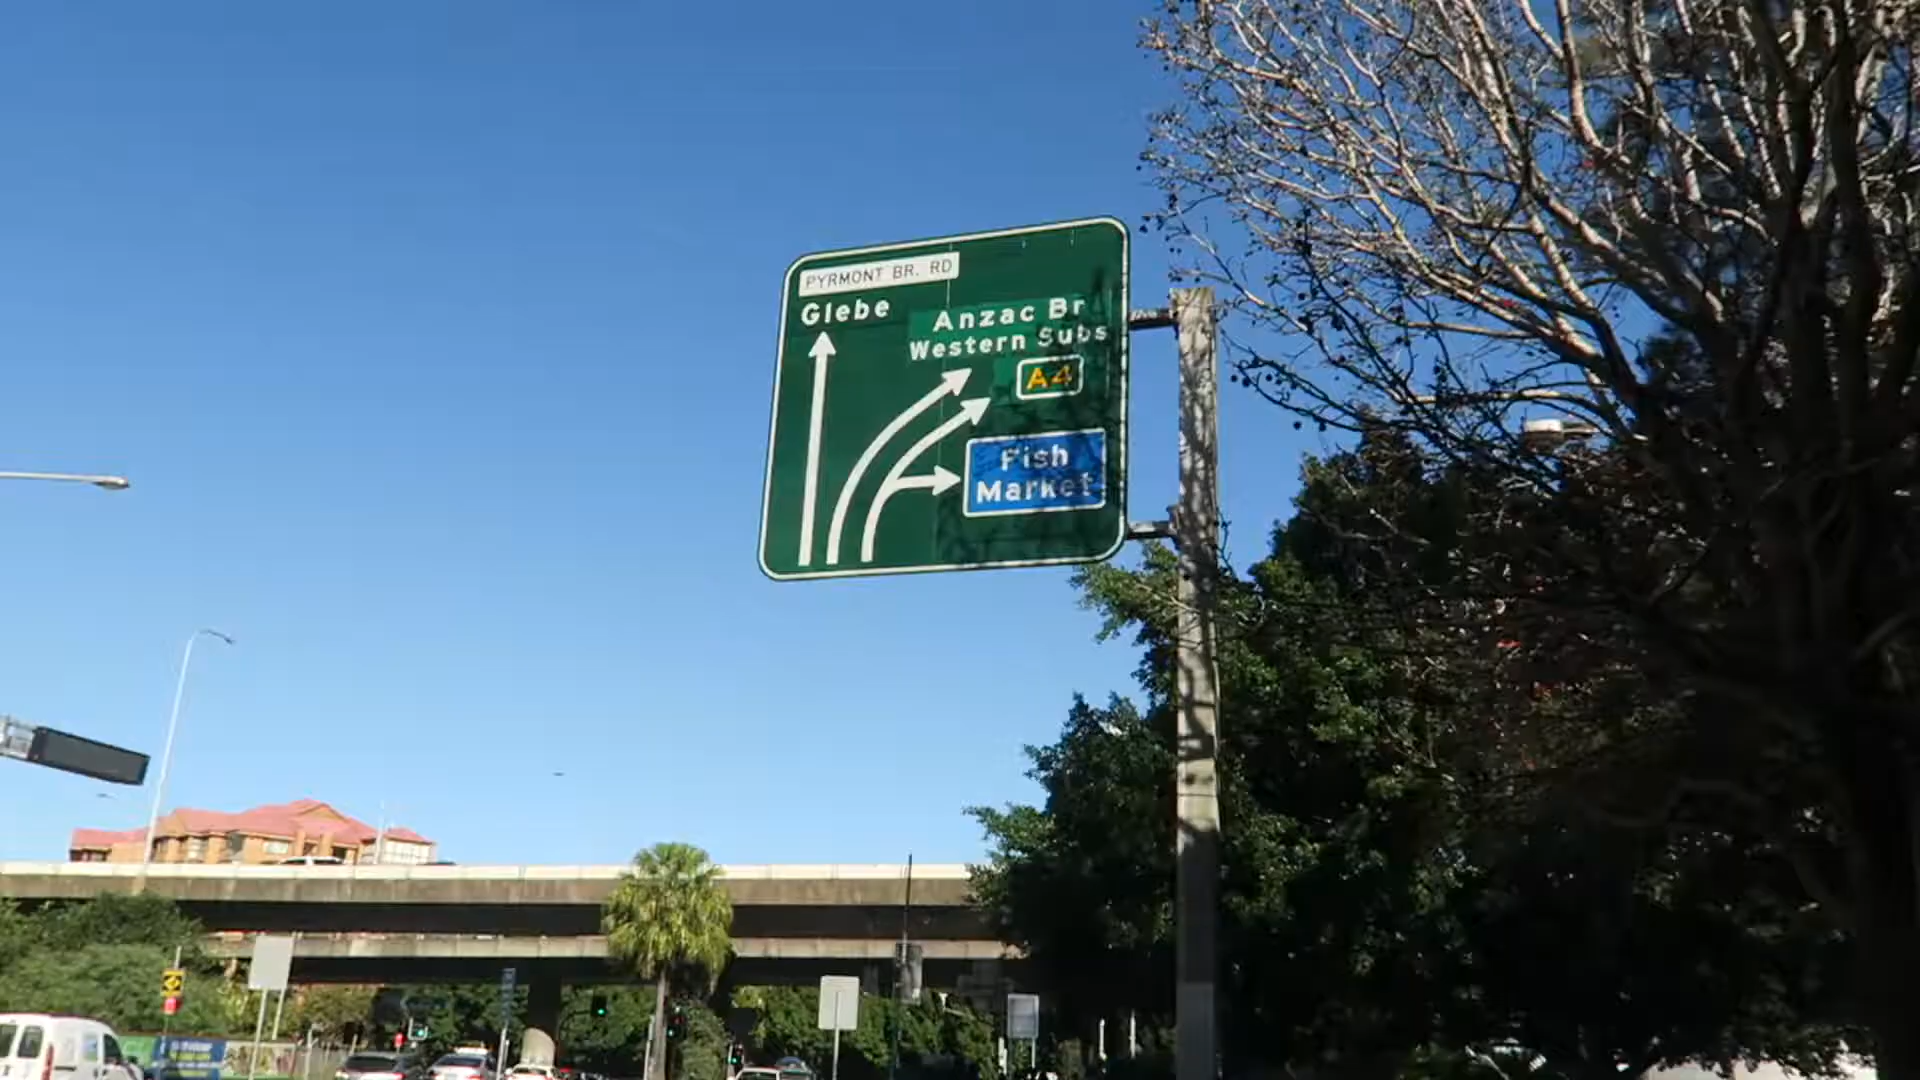 PYRMONT BR. RD
Glebe
Anzac Br
Western Subs
A4
Fish
Market